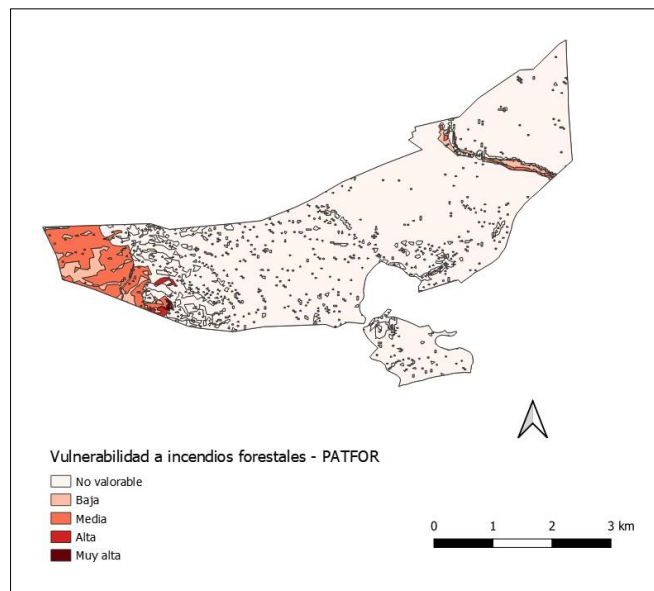 Vulnerabilidad a incendios forestales - PATFOR
No valorable
Baja
Media
Alta
Muy alta
0 1 2 3 km